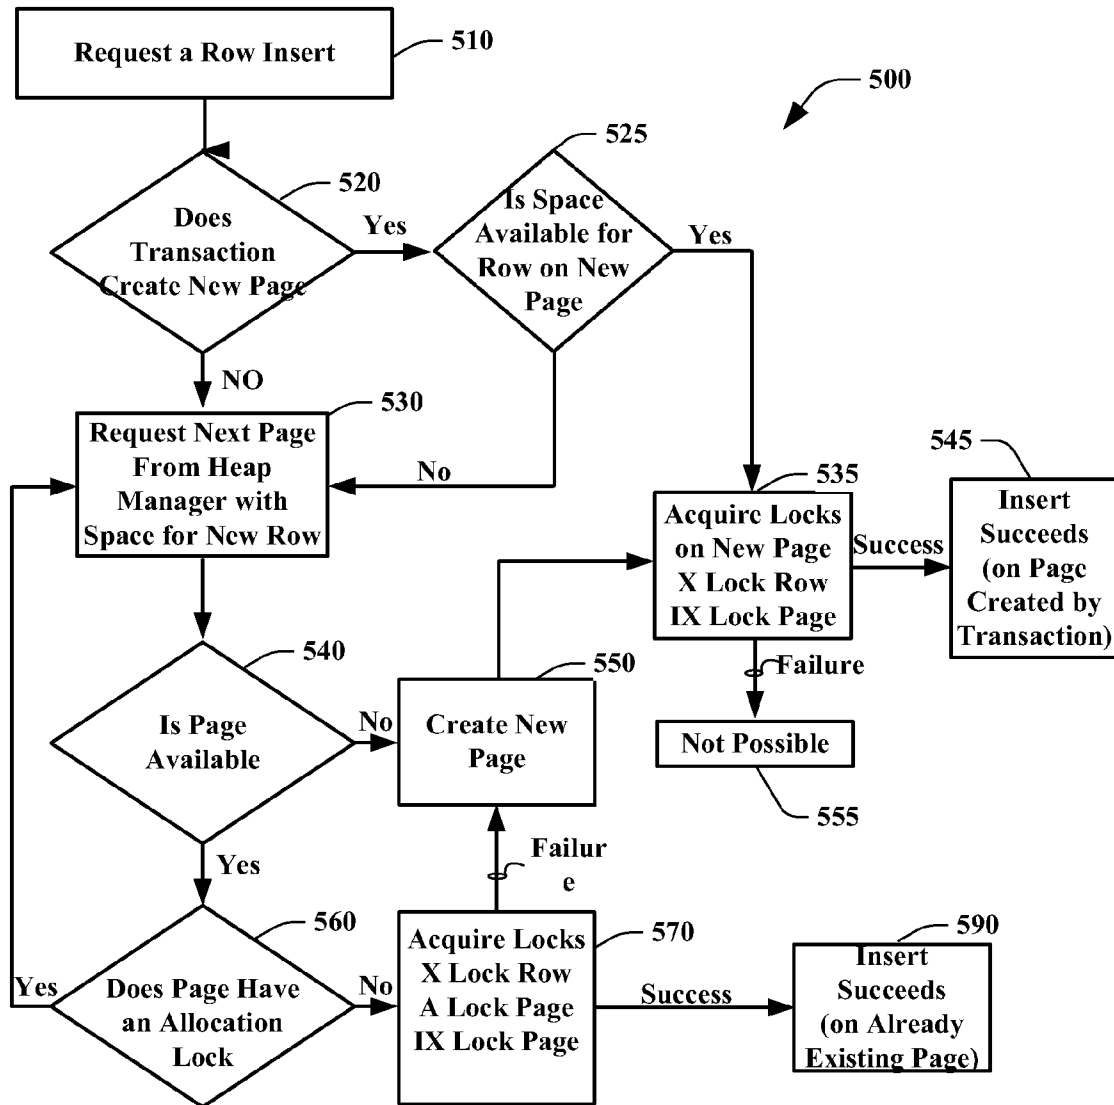 Request a Row Insert
510
500
525
520
Does
Transaction
Create New Page
Yes
Is Space
Available for
Row on New
Page
Yes
NO
530
Request Next Page
From Heap
Manager with
Space for New Row
No
535
Acquire Locks
on New Page
X Lock Row
IX Lock Page
Success
545
Insert
Succeeds
(on Page
Created by
Transaction)
Failure
Not Possible
555
540
Is Page
Available
No
550
Create New
Page
Yes
Failur
e
560
Does Page Have
an Allocation
Lock
Yes
No
Acquire Locks
X Lock Row
A Lock Page
IX Lock Page
570
Success
590
Insert
Succeeds
(on Already
Existing Page)